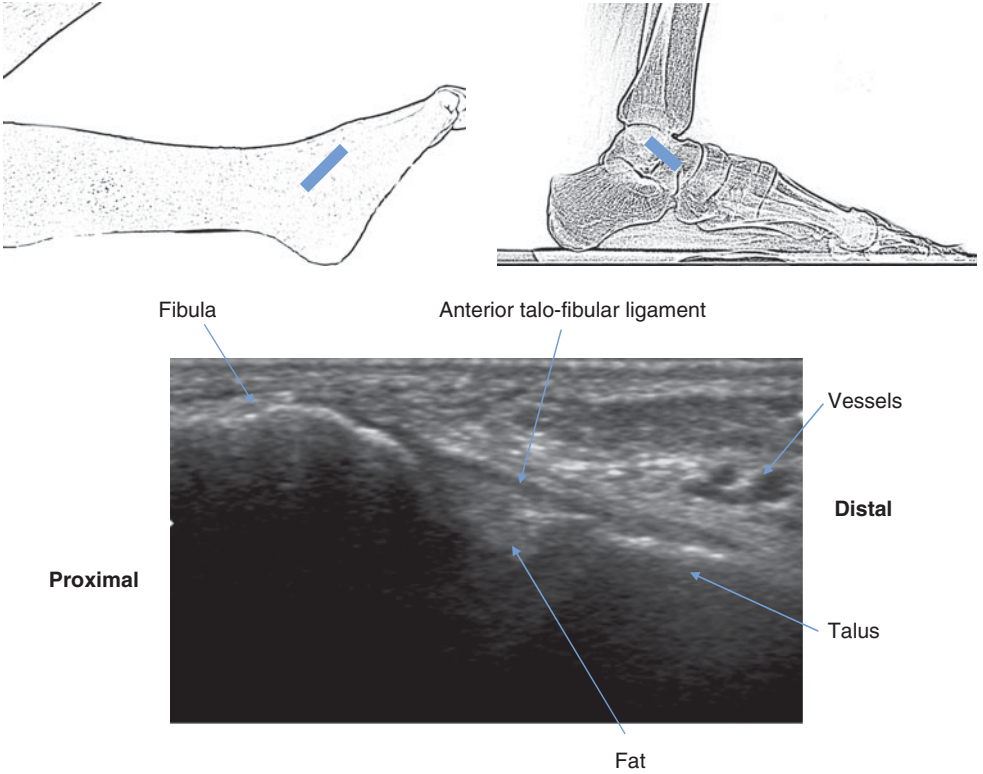 Fibula
Anterior talo-fibular ligament
Vessels
Distal
Proximal
Talus
Fat